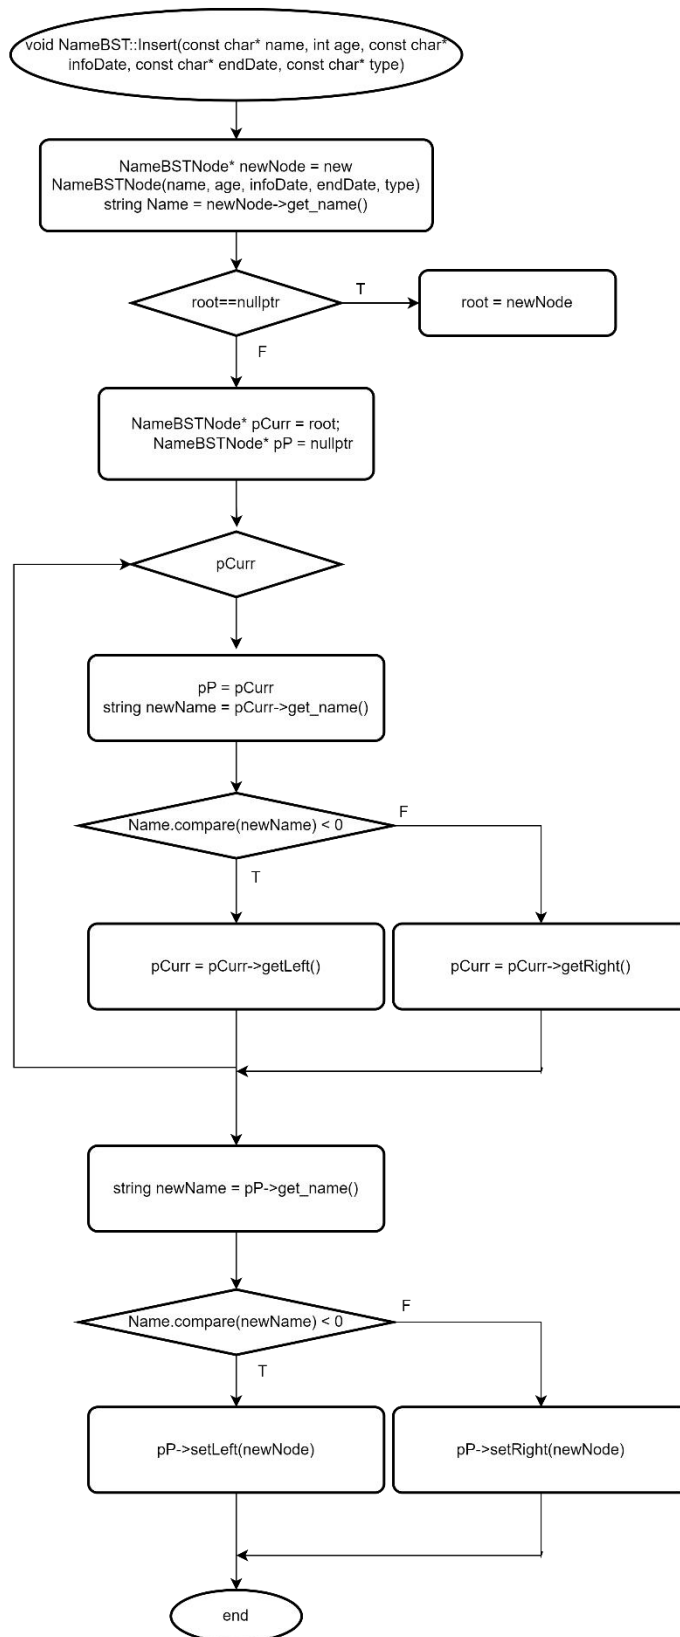 void NameBST::Insert(const char* name, int age, const char*
infoDate, const char* endDate, const char* type)
NameBSTNode* newNode = new
NameBSTNode(name, age, infoDate, endDate, type)
string Name = newNode->get_name()
root==nullptr
T
root = newNode
F
NameBSTNode* pCurr = root;
NameBSTNode* pP = nullptr
pCurr
pP = pCurr
string newName = pCurr->get_name()
Name.compare(newName) < 0
F
T
pCurr = pCurr->getLeft()
pCurr = pCurr->getRight()
string newName = pP->get_name()
Name.compare(newName) < 0
F
T
pP->setLeft(newNode)
pP->setRight(newNode)
end